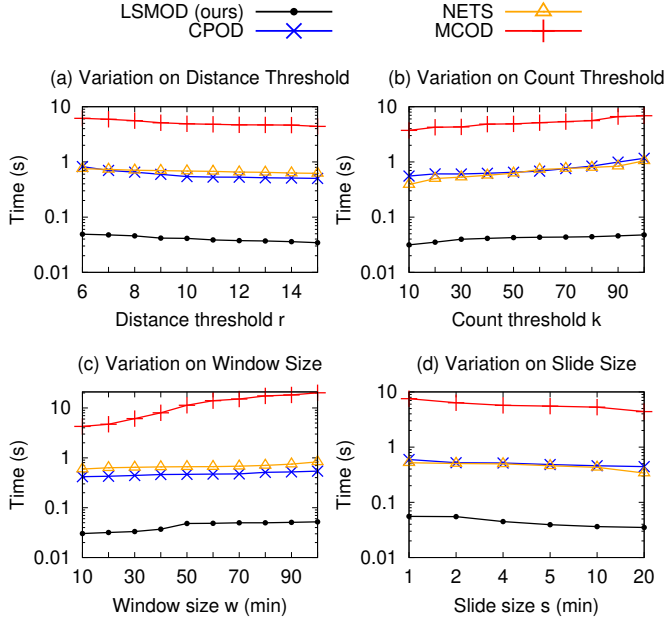 LSMOD (ours)
CPOD
NETS
MCOD
(a) Variation on Distance Threshold
10
1
0.1
0.01
Time (s)
6 8 10 12 14
Distance threshold r
(b) Variation on Count Threshold
10
1
0.1
0.01
Time (s)
10 30 50 70 90
Count threshold k
(c) Variation on Window Size
10
1
0.1
0.01
Time (s)
10 30 50 70 90
Window size w (min)
(d) Variation on Slide Size
10
1
0.1
0.01
Time (s)
1 2 4 5 10 20
Slide size s (min)